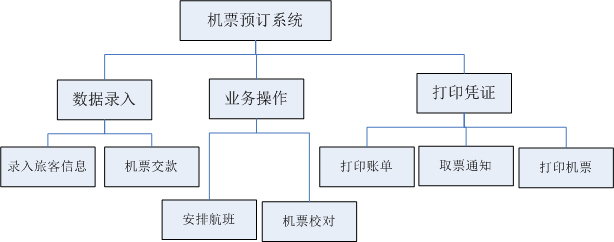 机票预订系统
数据录入
业务操作
打印凭证
录入旅客信息
机票交款
打印账单
取票通知
打印机票
安排航班
机票校对